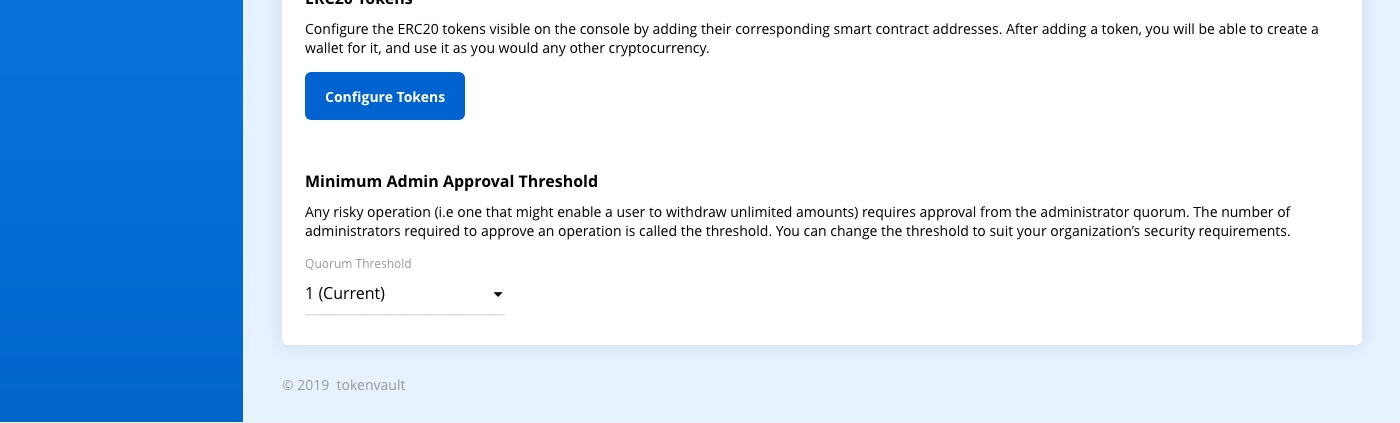 ERC20 Tokens
Configure the ERC20 tokens visible on the console by adding their corresponding smart contract addresses. After adding a token, you will be able to create a
wallet for it, and use it as you would any other cryptocurrency.
Configure Tokens
Minimum Admin Approval Threshold
Any risky operation (i.e one that might enable a user to withdraw unlimited amounts) requires approval from the administrator quorum. The number of
administrators required to approve an operation is called the threshold. You can change the threshold to suit your organization’s security requirements.
Quorum Threshold
1 (Current)
© 2019 tokenvault